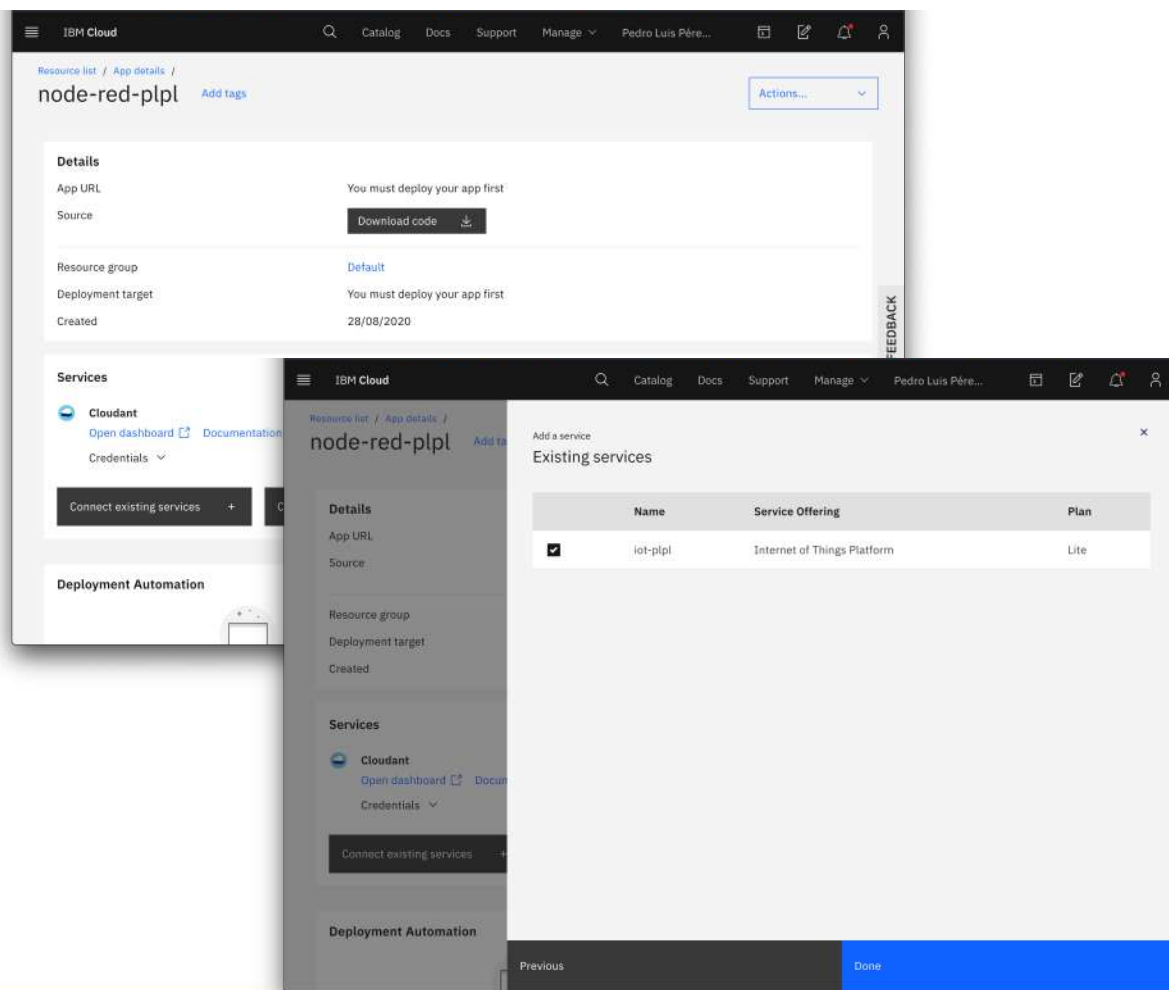 IBM Cloud Catalog Docs Support Manage Pedro Luis Pére...
Resource list / App details /
node-red-plpl Add tags
Actions...
Details
App URL You must deploy your app first
Source Download code
Resource group Default
Deployment target You must deploy your app first
Created 28/08/2020
FEEDBACK
Services
Cloudant
Open dashboard Documentation
Credentials
Connect existing services + C
Deployment Automation
IBM Cloud Catalog Docs Support Manage Pedro Luis Pére...
Resource list / App details /
node-red-plpl Add ta
Details
App URL
Source
Resource group
Deployment target
Created
Services
Cloudant
Open dashboard Docun
Credentials
Connect existing services +
Deployment Automation
Add a service
Existing services
Name Service Offering Plan
iot-plpl Internet of Things Platform Lite
Previous Done